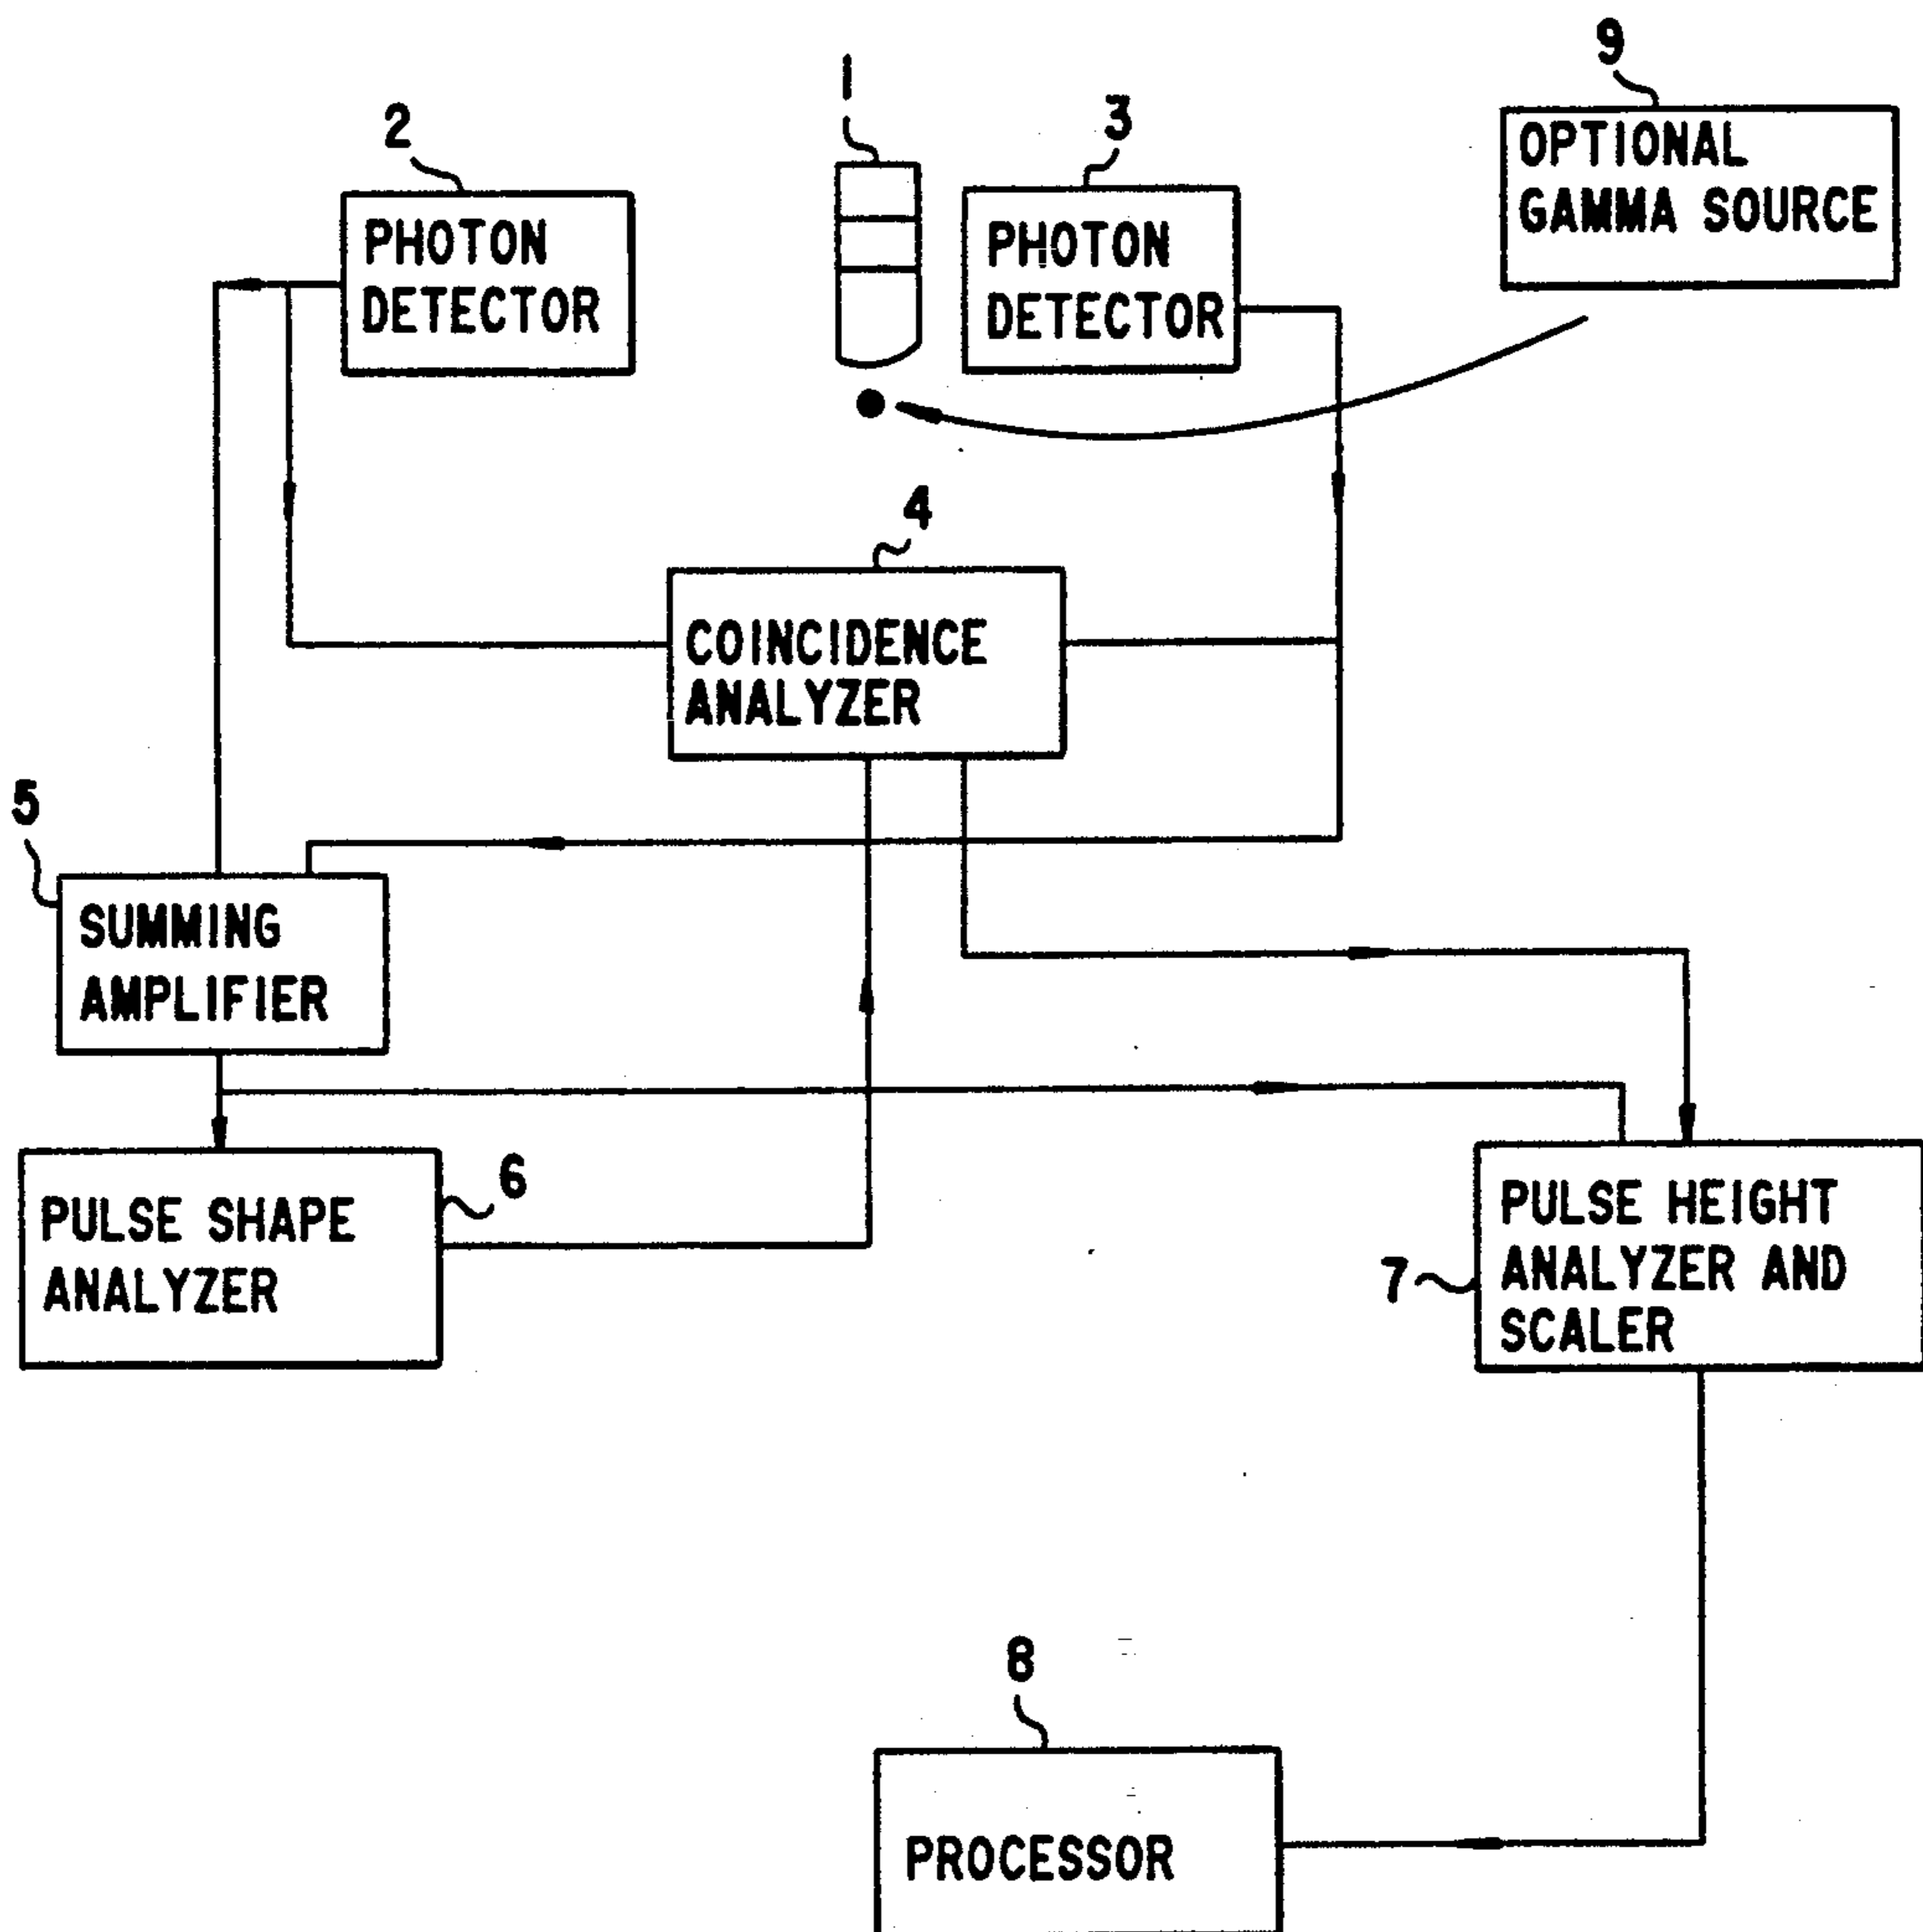 9
1
2
3
OPTIONAL
GAMMA SOURCE
PHOTON
DETECTOR
PHOTON
DETECTOR
4
COINCIDENCE
ANALYZER
5
SUMMING
AMPLIFIER
6
PULSE SHAPE
ANALYZER
7
PULSE HEIGHT
ANALYZER AND
SCALER
8
PROCESSOR